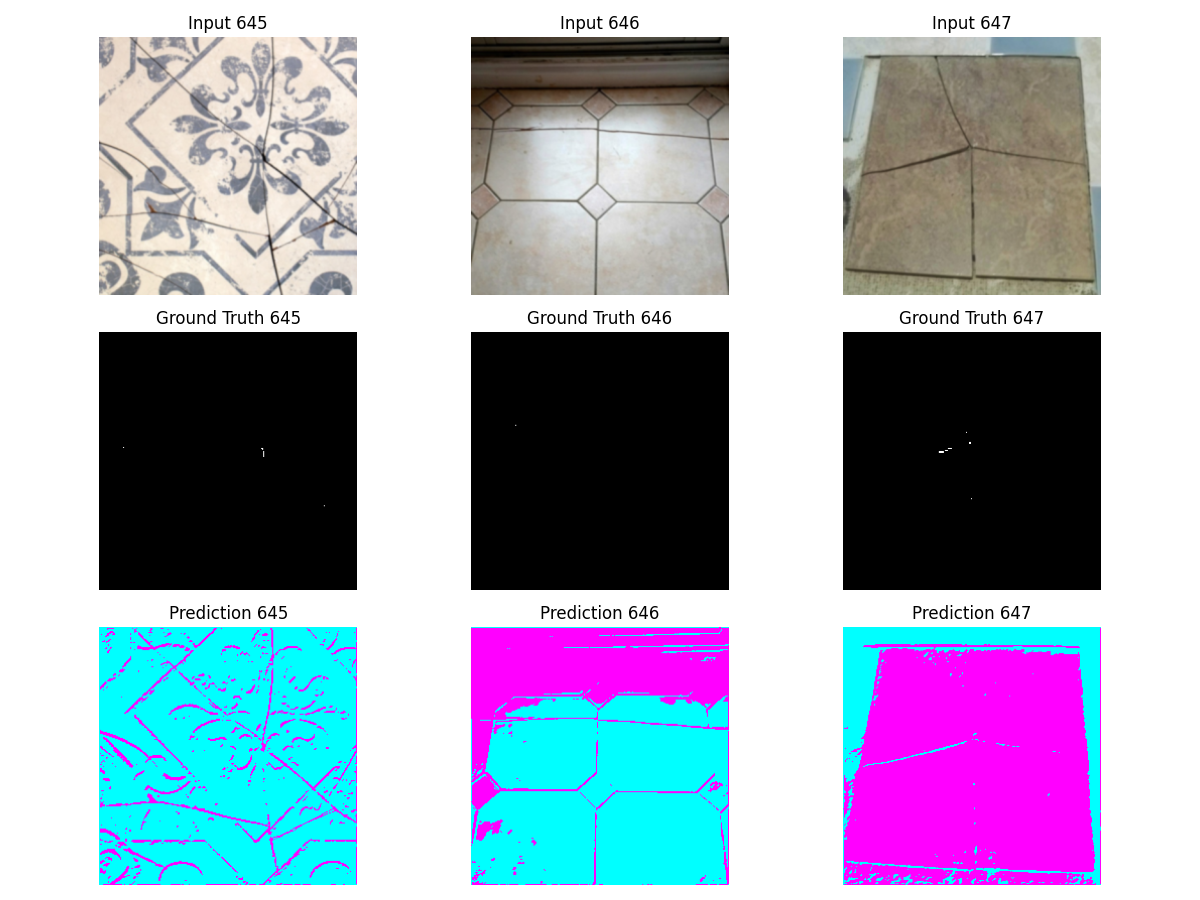 Input 645
Input 646
Input 647
Ground Truth 645
Ground Truth 646
Ground Truth 647
Prediction 645
Prediction 646
Prediction 647